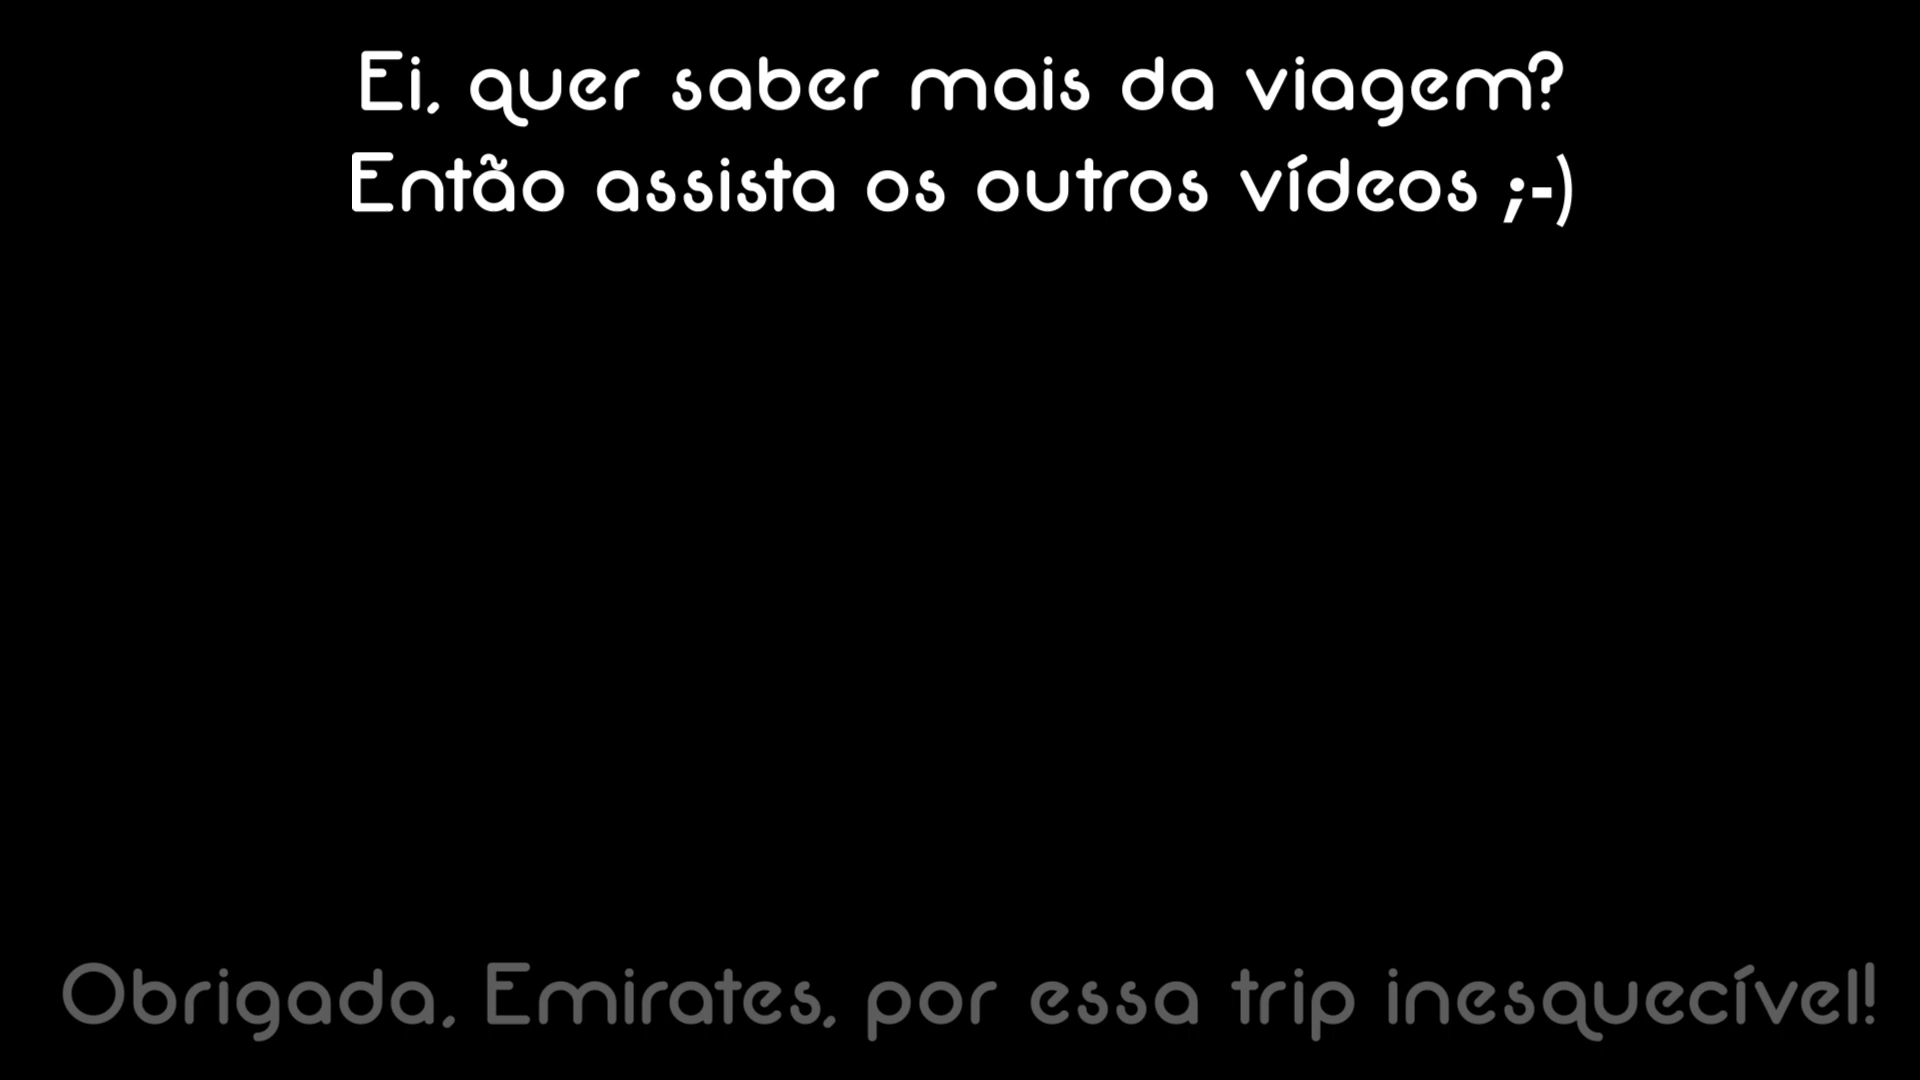 Ei, quer saber mais da viagem?
Então assista os outros vídeos ;-)
Obrigada, Emirates, por essa trip inesquecível!